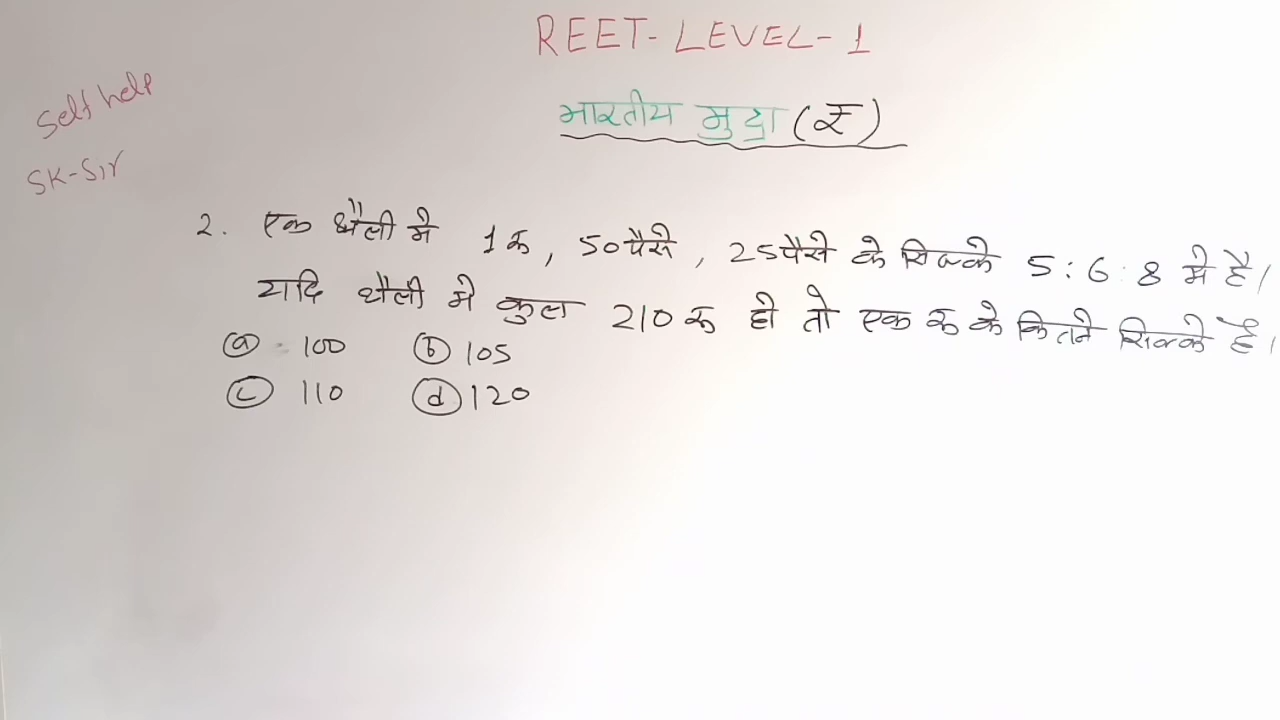 REET-LEVEL-1
Self help
भारतीय मुद्रा (₹)
SK-Sir
2. एक थैली मे 1रू, 50पैसे, 25पैसे के सिक्के 5:6:8 मे है।
यदि थैली मे कुल 210 रू हो तो एक रू के कितने सिक्के है।
(a) 100 (b) 105
(c) 110 (d) 120